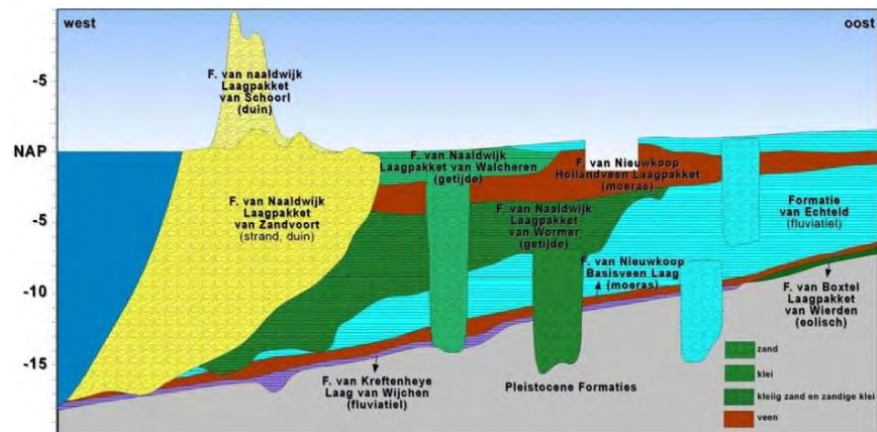 west
oost
-5
F. van naaldwijk
Laagpakket
van Schoorl
(duin)
NAP
F. van Naaldwijk
Laagpakket van Walcheren
(getijde)
F. van Nieuwkoop
Hollandveen Laagpakket
(moeras)
F. van Naaldwijk
Laagpakket
van Zandvoort
(strand, duin)
-5
F. van Naaldwijk
Laagpakket
van Wormer
(getijde)
Formatie
van Echteld
(fluviatiel)
F. van Nieuwkoop
Basisveen Laag
(moeras)
-10
F. van Boxtel
Laagpakket
van Wierden
(eolisch)
-15
F. van Kreftenheye
Laag van Wijchen
(fluviatiel)
Pleistocene Formaties
zand
klei
kleiig zand en zandige klei
veen